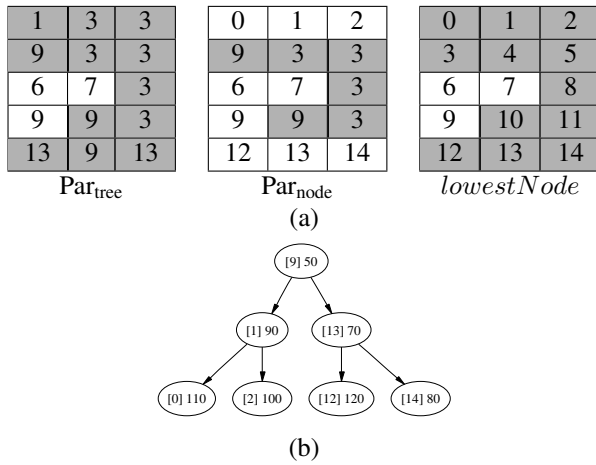 1 3 3 0 1 2 0 1 2
9 3 3 9 3 3 3 4 5
6 7 3 6 7 3 6 7 8
9 9 3 9 9 3 9 10 11
13 9 13 12 13 14 12 13 14
Par_tree Par_node lowestNode
(a)
[9] 50
[1] 90 [13] 70
[0] 110 [2] 100 [12] 120 [14] 80
(b)